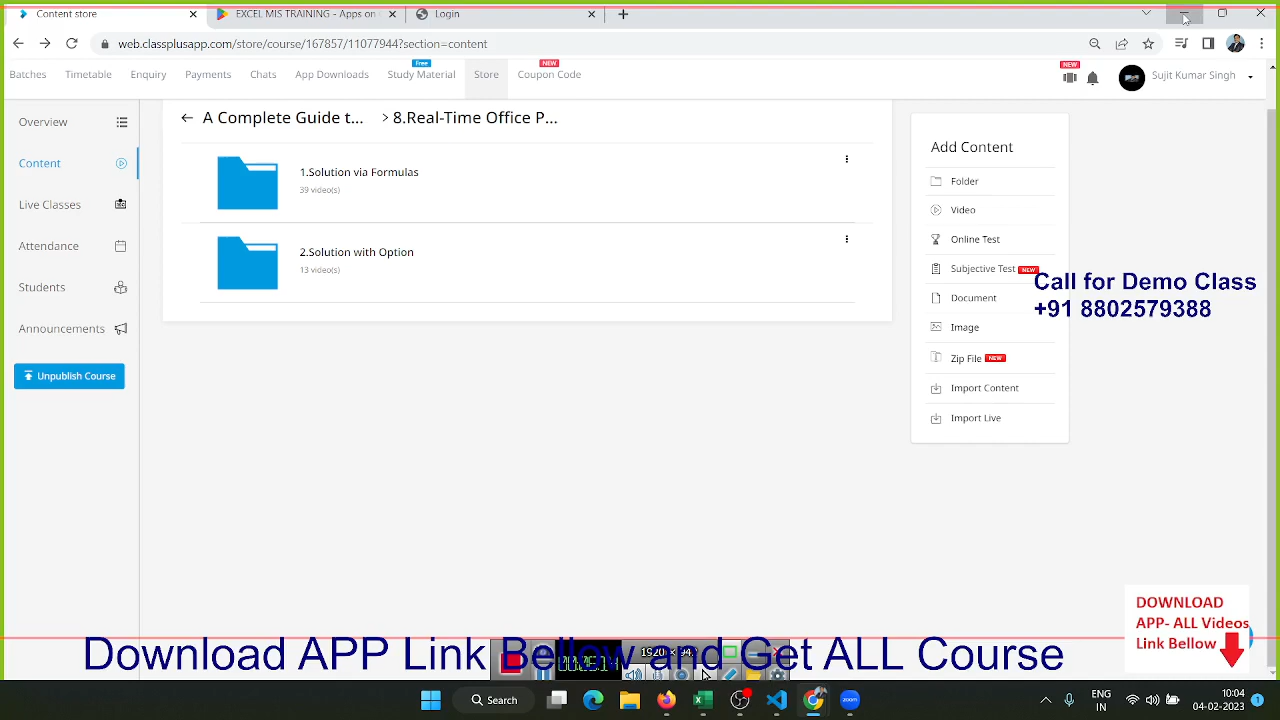 Content store
EXCEL MIS TRAINING - Apps on
Login
web.classplusapp.com/store/course/167857/11077944?section=content
Batches
Timetable
Enquiry
Payments
Chats
App Downloads
Free
Study Material
Store
NEW
Coupon Code
NEW
Sujit Kumar Singh
Overview
Content
Live Classes
Attendance
Students
Announcements
Unpublish Course
A Complete Guide t... > 8.Real-Time Office P...
1.Solution via Formulas
39 video(s)
2.Solution with Option
13 video(s)
Add Content
Folder
Video
Online Test
Subjective Test NEW
Document
Image
Zip File NEW
Import Content
Import Live
Call for Demo Class
+91 8802579388
DOWNLOAD
APP- ALL Videos
Link Bellow
Download APP Link Bellow and Get ALL Course
Search
zoom
ENG
IN
10:04
04-02-2023
1